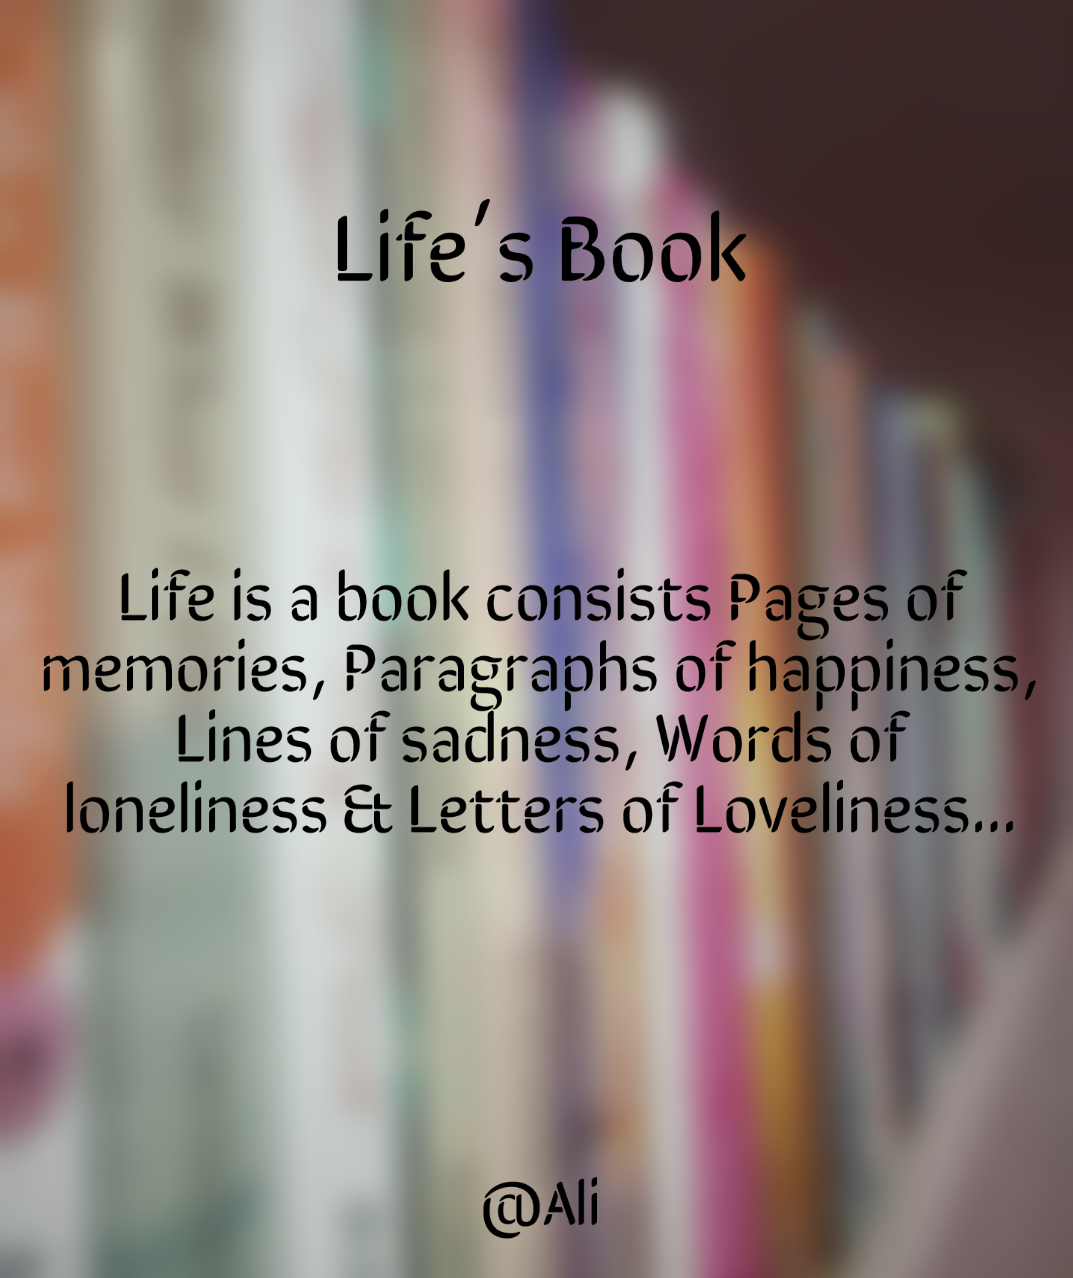 Life's Book
Life is a book consists Pages of
memories, Paragraphs of happiness,
Lines of sadness, Words of
loneliness & Letters of Loveliness...
@Ali